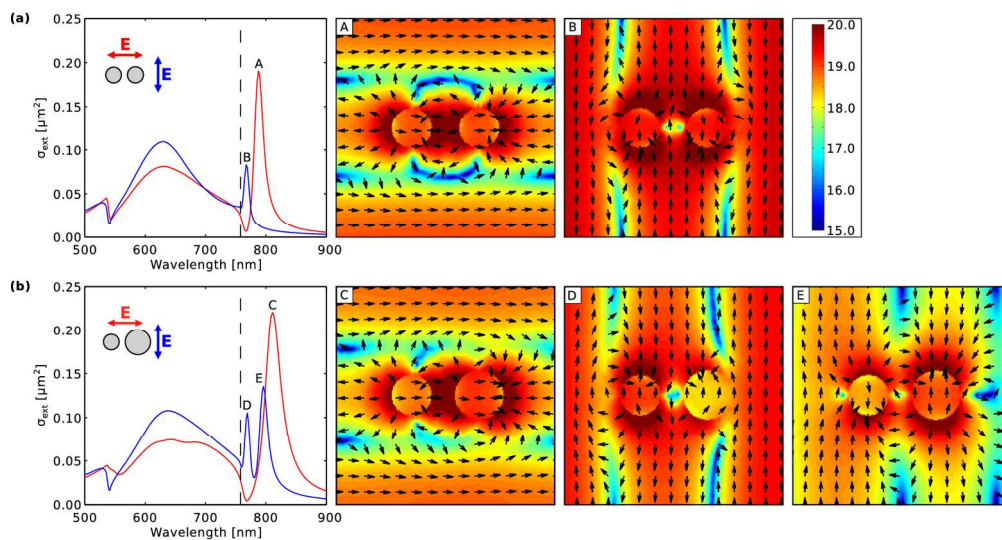 (a)
0.25
0.20
0.15
0.10
0.05
0.00
σext [µm²]
500 600 700 800 900
Wavelength [nm]
E
E
A
B
A
B
20.0
19.0
18.0
17.0
16.0
15.0
(b)
0.25
0.20
0.15
0.10
0.05
0.00
σext [µm²]
500 600 700 800 900
Wavelength [nm]
E
E
C
D
E
C
D
E